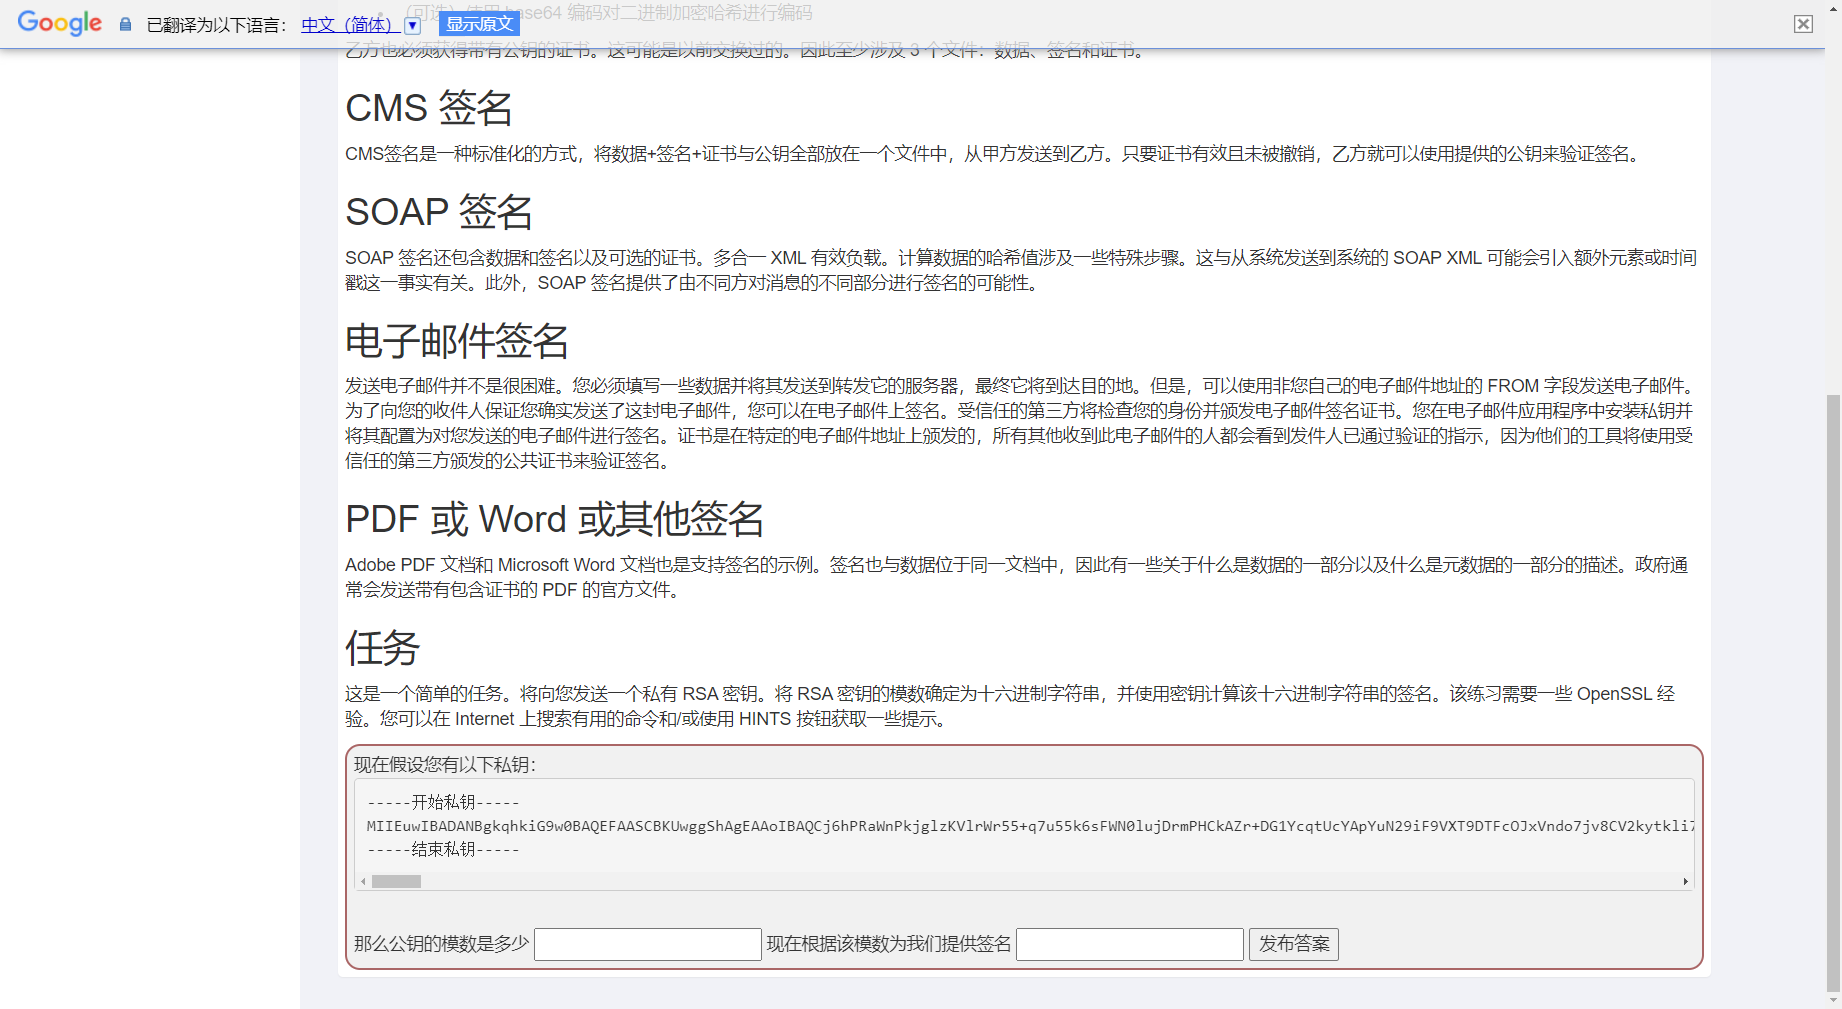 Google 已翻译为以下语言： 中文（简体） ▼ 显示原文
（可选）使用 base64 编码对二进制加密哈希进行编码
乙方也必须获得带有公钥的证书。这可能是以前交换过的。因此至少涉及 3 个文件：数据、签名和证书。
CMS 签名
CMS签名是一种标准化的方式，将数据+签名+证书与公钥全部放在一个文件中，从甲方发送到乙方。只要证书有效且未被撤销，乙方就可以使用提供的公钥来验证签名。
SOAP 签名
SOAP 签名还包含数据和签名以及可选的证书。多合一 XML 有效负载。计算数据的哈希值涉及一些特殊步骤。这与从系统发送到系统的 SOAP XML 可能会引入额外元素或时间
戳这一事实有关。此外，SOAP 签名提供了由不同方对消息的不同部分进行签名的可能性。
电子邮件签名
发送电子邮件并不是很困难。您必须填写一些数据并将其发送到转发它的服务器，最终它将到达目的地。但是，可以使用非您自己的电子邮件地址的 FROM 字段发送电子邮件。
为了向您的收件人保证您确实发送了这封电子邮件，您可以在电子邮件上签名。受信任的第三方将检查您的身份并颁发电子邮件签名证书。您在电子邮件应用程序中安装私钥并
将其配置为对您发送的电子邮件进行签名。证书是在特定的电子邮件地址上颁发的，所有其他收到此电子邮件的人都会看到发件人已通过验证的指示，因为他们的工具将使用受
信任的第三方颁发的公共证书来验证签名。
PDF 或 Word 或其他签名
Adobe PDF 文档和 Microsoft Word 文档也是支持签名的示例。签名也与数据位于同一文档中，因此有一些关于什么是数据的一部分以及什么是元数据的一部分的描述。政府通
常会发送带有包含证书的 PDF 的官方文件。
任务
这是一个简单的任务。将向您发送一个私有 RSA 密钥。将 RSA 密钥的模数确定为十六进制字符串，并使用密钥计算该十六进制字符串的签名。该练习需要一些 OpenSSL 经
验。您可以在 Internet 上搜索有用的命令和/或使用 HINTS 按钮获取一些提示。
现在假设您有以下私钥：
-----开始私钥-----
MIIEuwIBADANBgkqhkiG9w0BAQEFAASCBKUwggShAgEAAoIBAQCj6hPRaWnPkjglzKVlrWr55+q7u55k6sFWN0lujDrmPHCkAZr+DG1YcqtUcYApYuN29iF9VXT9DTFcOJxVndo7jv8CV2kytkli7
-----结束私钥-----
那么公钥的模数是多少 现在根据该模数为我们提供签名 发布答案